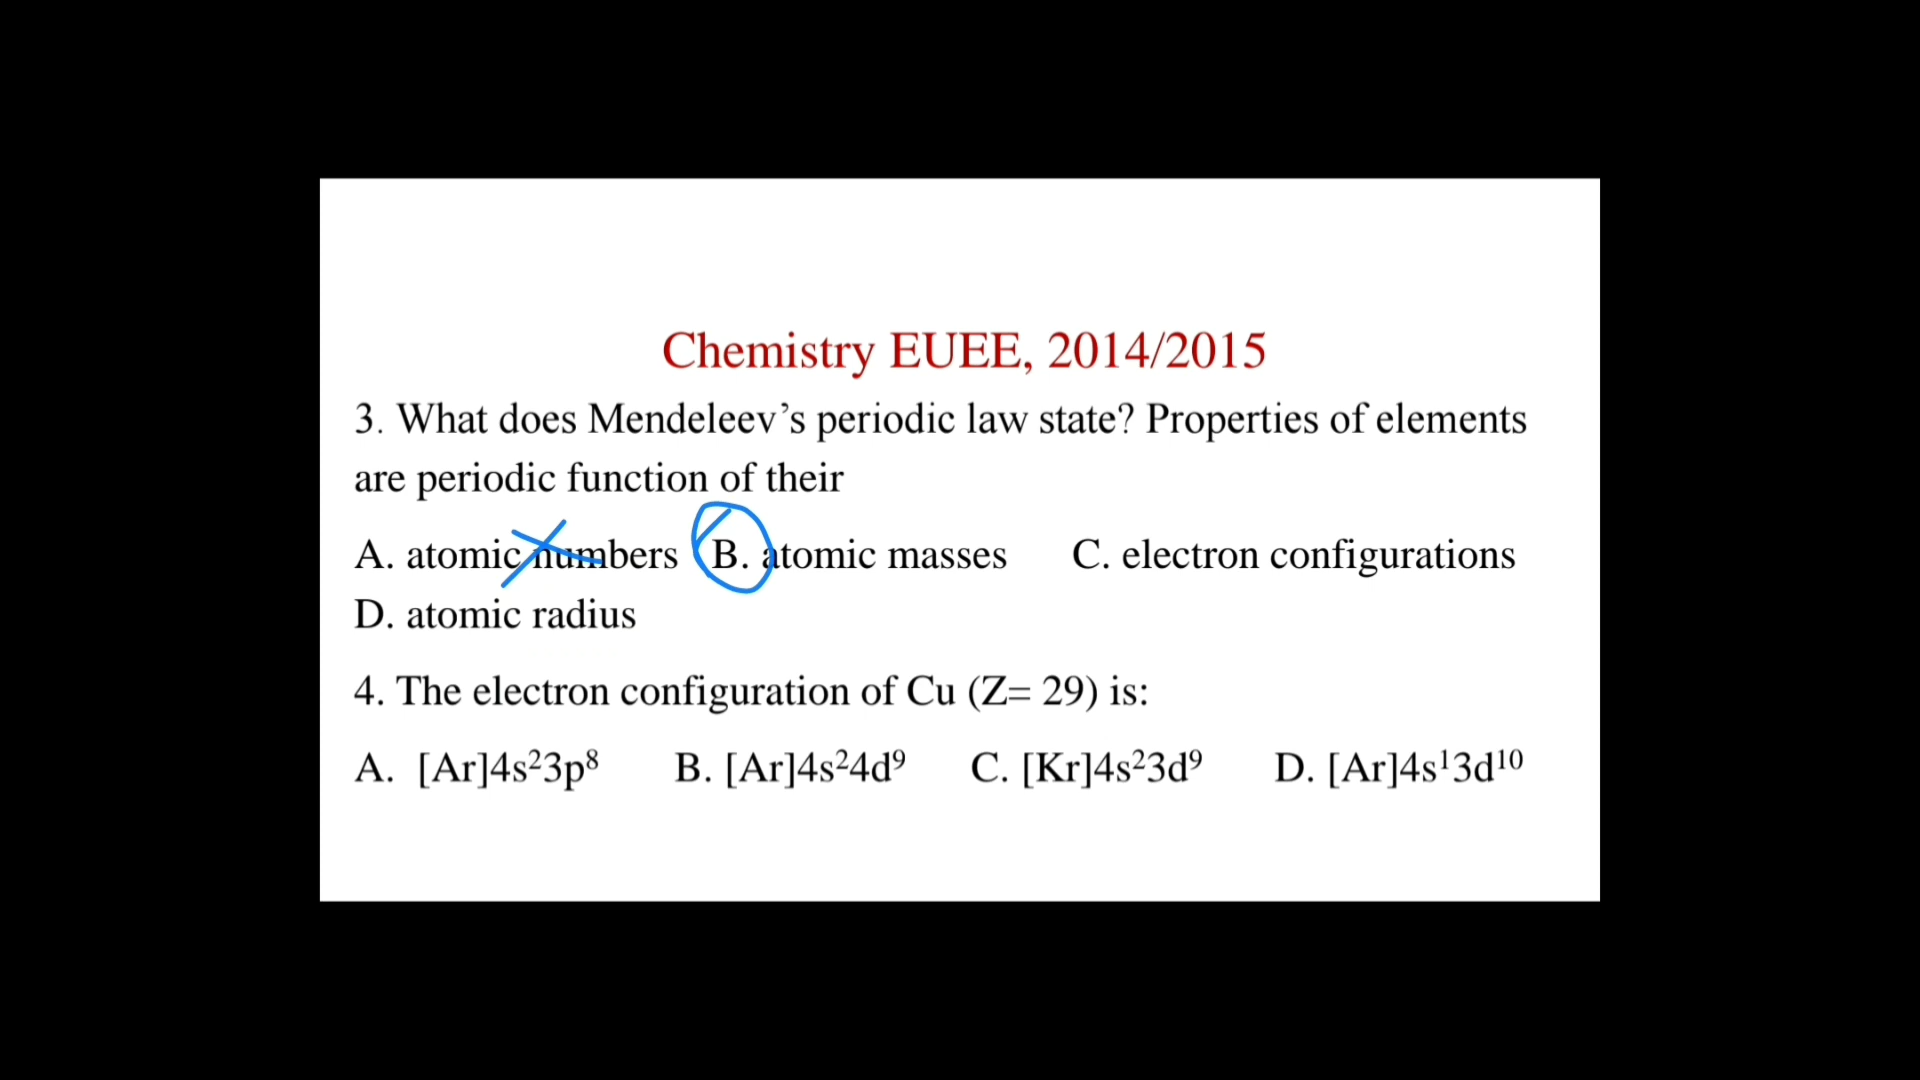 Chemistry EUEE, 2014/2015
3. What does Mendeleev’s periodic law state? Properties of elements
are periodic function of their
A. atomic numbers B. atomic masses C. electron configurations
D. atomic radius
4. The electron configuration of Cu (Z= 29) is:
A. [Ar]4s²3p⁸ B. [Ar]4s²4d⁹ C. [Kr]4s²3d⁹ D. [Ar]4s¹3d¹⁰